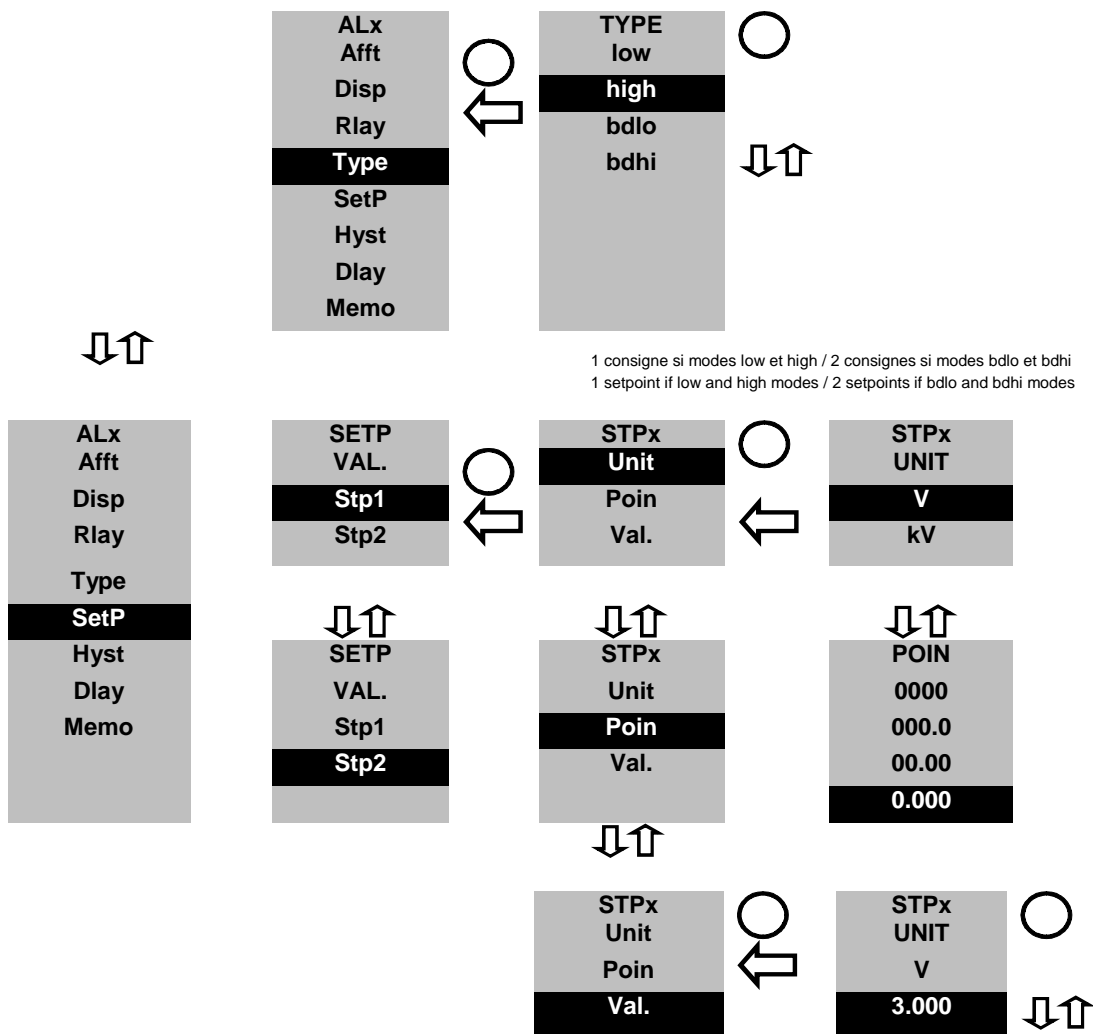 ALx
Afft
Disp
Rlay
Type
SetP
Hyst
Dlay
Memo
TYPE
low
high
bdlo
bdhi
1 consigne si modes low et high / 2 consignes si modes bdlo et bdhi
1 setpoint if low and high modes / 2 setpoints if bdlo and bdhi modes
ALx
Afft
Disp
Rlay
Type
SetP
Hyst
Dlay
Memo
SETP
VAL.
Stp1
Stp2
STPx
Unit
Poin
Val.
STPx
UNIT
V
kV
SETP
VAL.
Stp1
Stp2
STPx
Unit
Poin
Val.
POIN
0000
000.0
00.00
0.000
STPx
Unit
Poin
Val.
STPx
UNIT
V
3.000